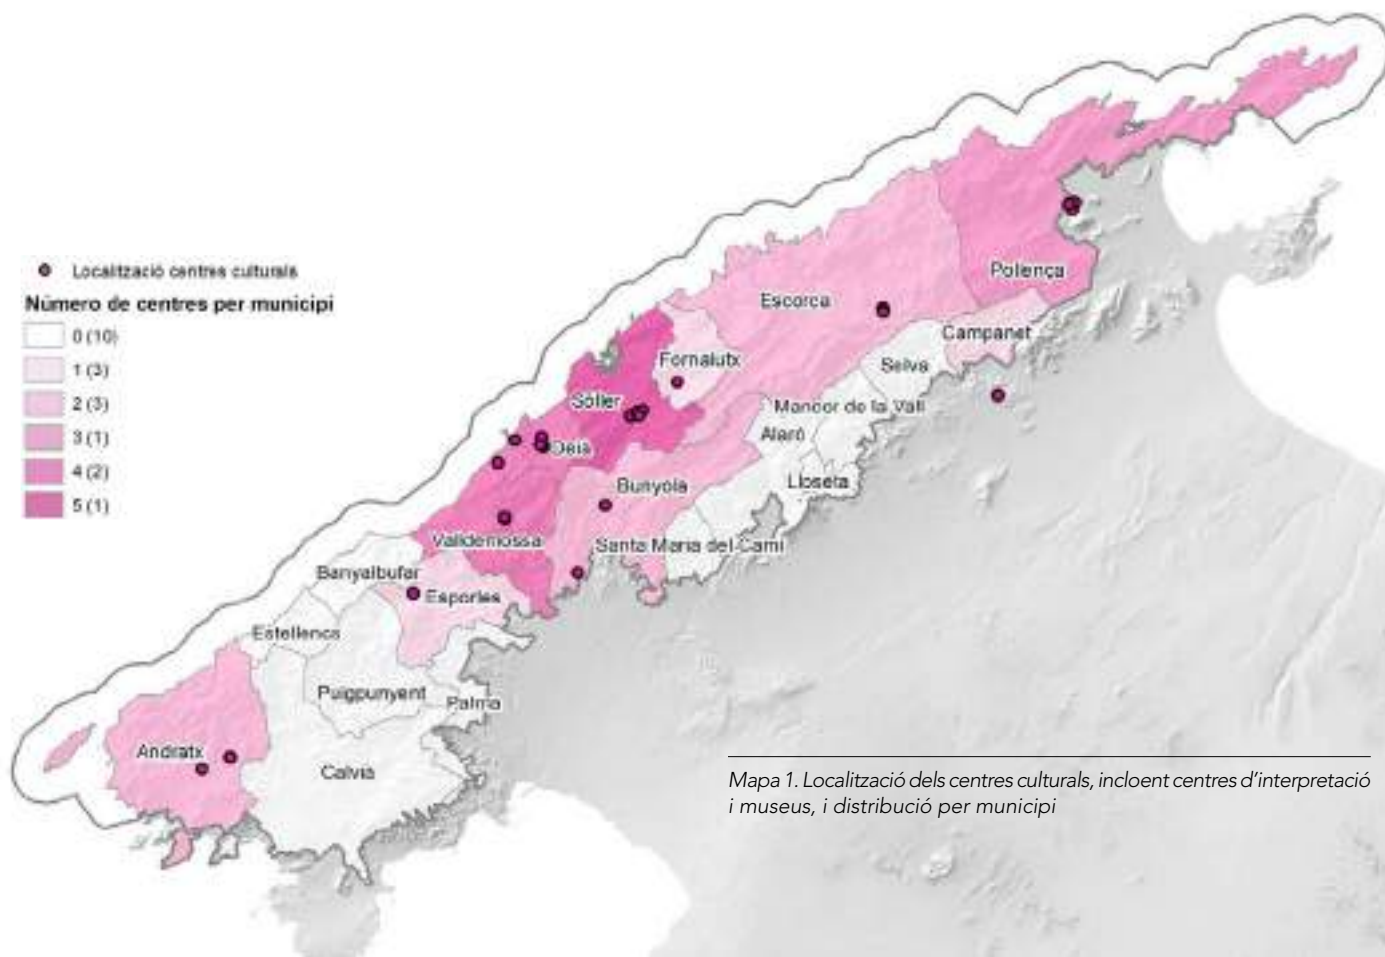 Localització centres culturals
Número de centres per municipi
0 (10)
1 (3)
2 (3)
3 (1)
4 (2)
5 (1)
Pollença
Escorca
Campanet
Fornalutx
Selva
Sóller
Mancor de la Vall
Alaró
Deià
Lloseta
Bunyola
Valldemossa
Santa Maria del Camí
Banyalbufar
Esporles
Estellencs
Puigpunyent
Palma
Andratx
Calvià
Mapa 1. Localització dels centres culturals, incloent centres d'interpretació
i museus, i distribució per municipi